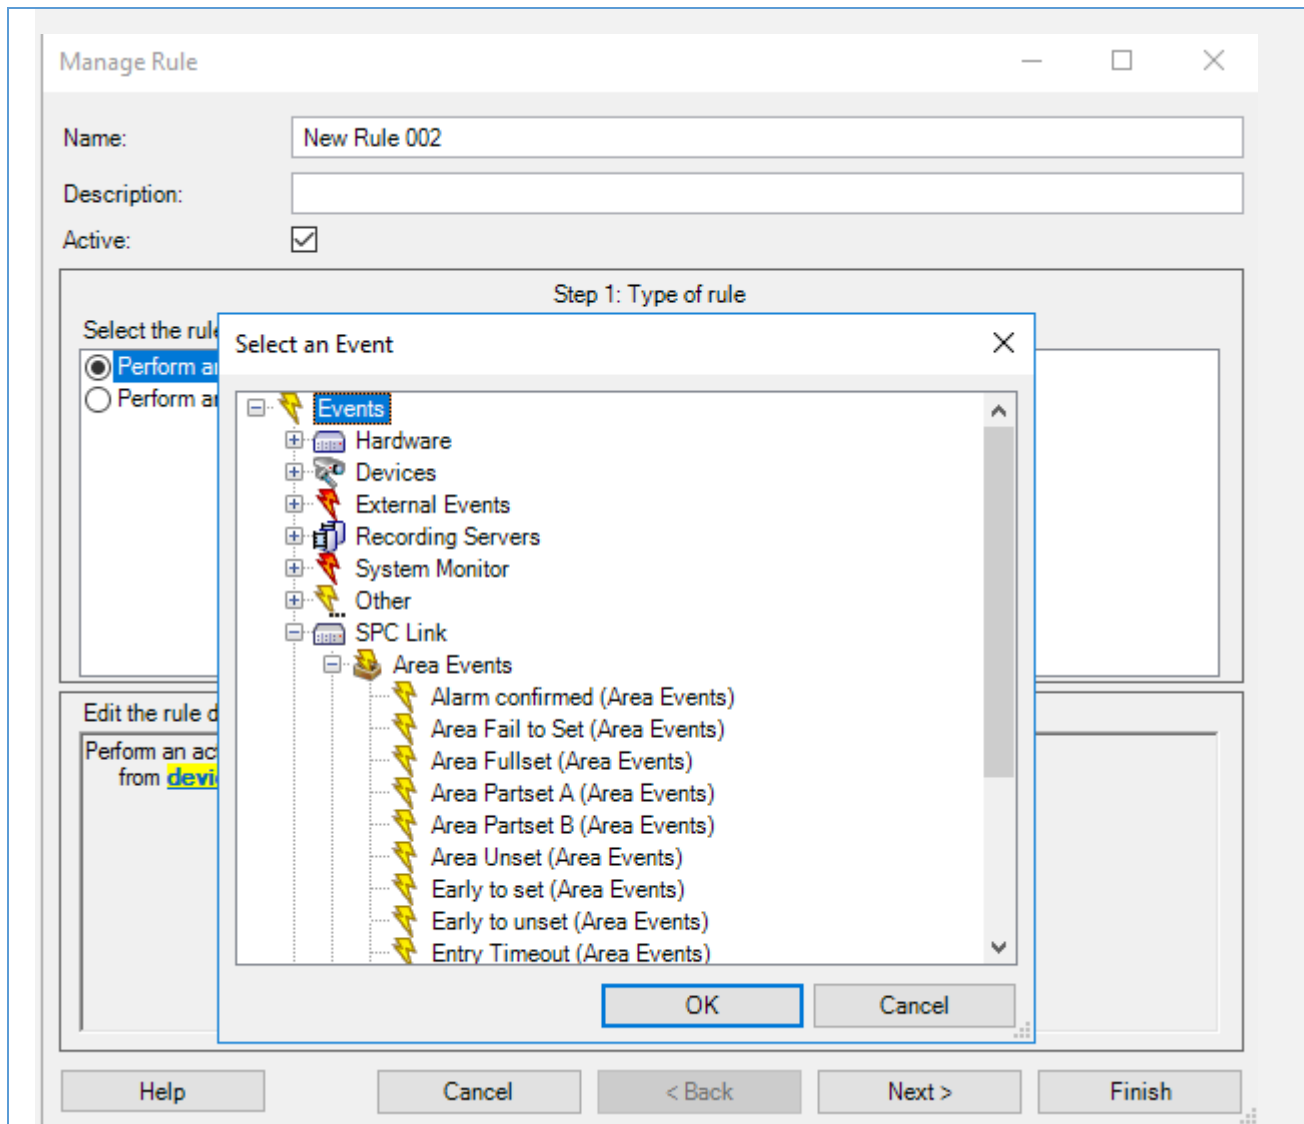 Manage Rule
Name: New Rule 002
Description:
Active:
Step 1: Type of rule
Select the rule
Perform
Perform
Select an Event
Events
Hardware
Devices
External Events
Recording Servers
System Monitor
Other
SPC Link
Area Events
Alarm confirmed (Area Events)
Area Fail to Set (Area Events)
Area Fullset (Area Events)
Area Partset A (Area Events)
Area Partset B (Area Events)
Area Unset (Area Events)
Early to set (Area Events)
Early to unset (Area Events)
Entry Timeout (Area Events)
OK Cancel
Edit the rule
Perform an
from
Help Cancel < Back Next > Finish